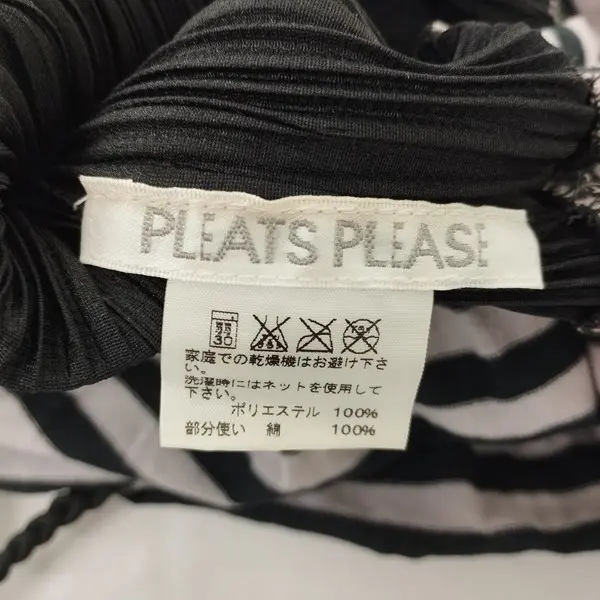 PLEATS PLEASE
弱
30
家庭での乾燥機はお避け下さ
い。
洗濯時にはネットを使用して
下さい。
ポリエステル 100%
部分使い 綿 100%